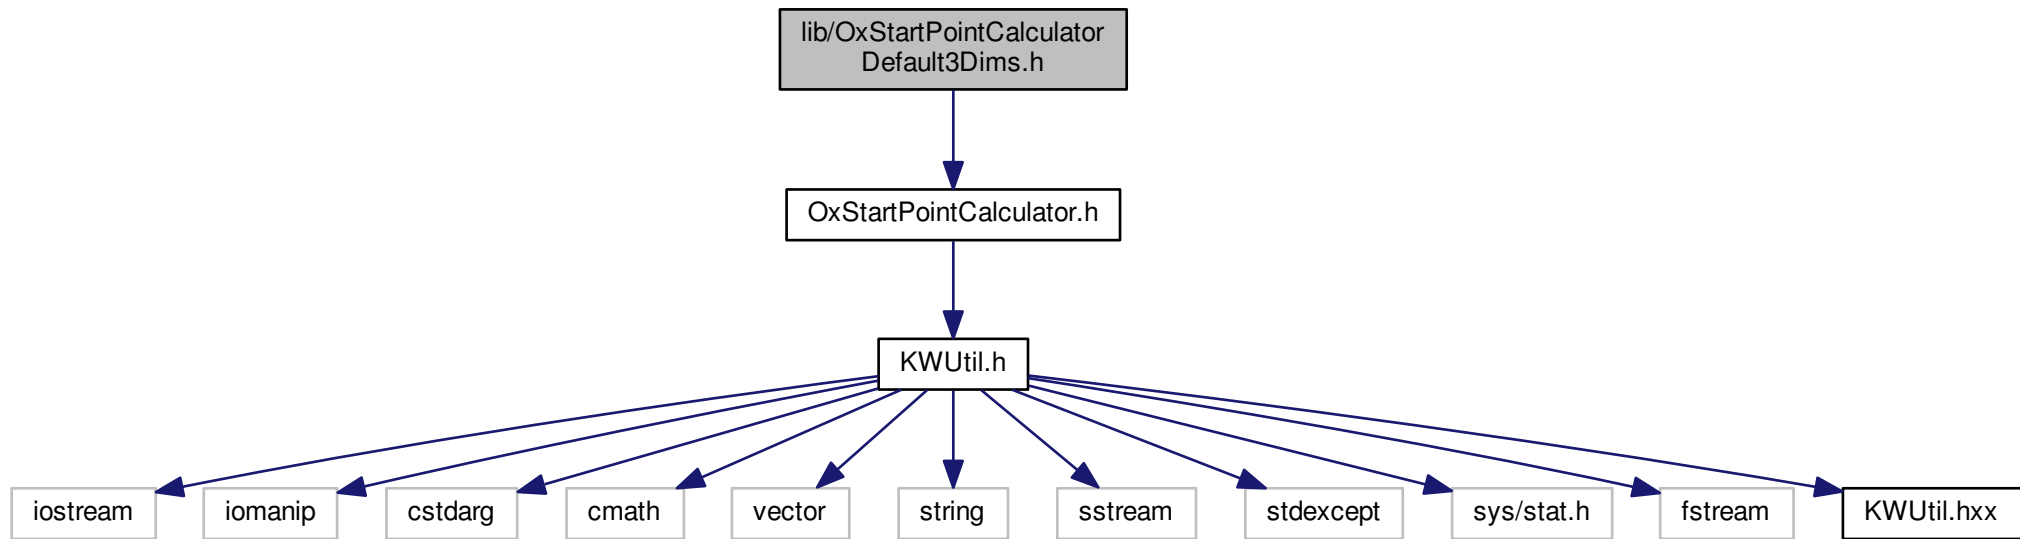 lib/OxStartPointCalculator
Default3Dims.h
OxStartPointCalculator.h
KWUtil.h
iostream
iomanip
cstdarg
cmath
vector
string
sstream
stdexcept
sys/stat.h
fstream
KWUtil.hxx